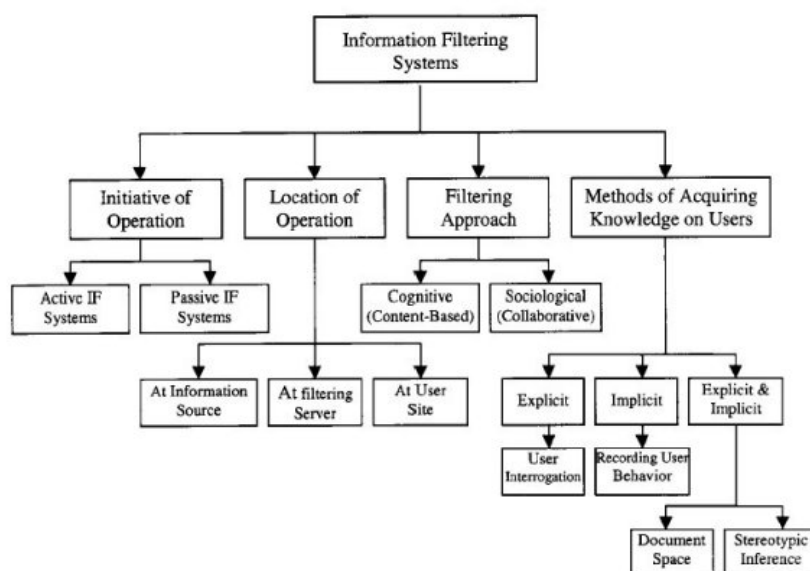 Information Filtering
Systems
Initiative of
Operation
Location of
Operation
Filtering
Approach
Methods of Acquiring
Knowledge on Users
Active IF
Systems
Passive IF
Systems
Cognitive
(Content-Based)
Sociological
(Collaborative)
At Information
Source
At filtering
Server
At User
Site
Explicit
Implicit
Explicit &
Implicit
User
Interrogation
Recording User
Behavior
Document
Space
Stereotypic
Inference